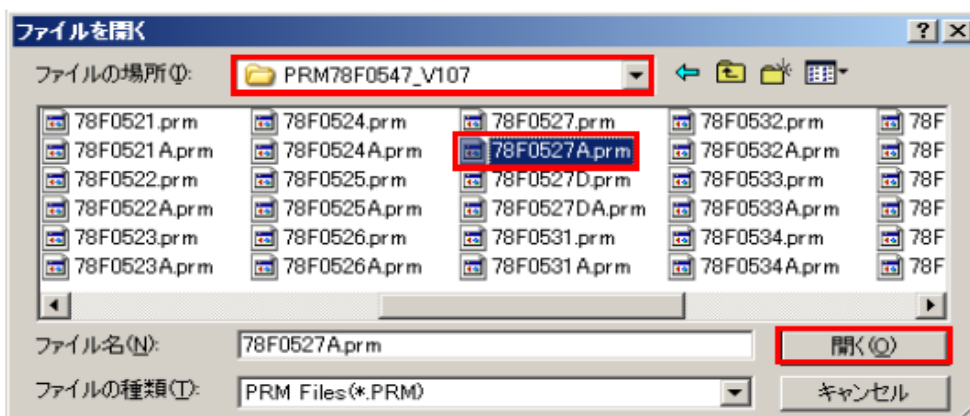 ファイルを開く
ファイルの場所(I):
PRM78F0547_V107
78F0521.prm 78F0524.prm 78F0527.prm 78F0532.prm 78F
78F0521A.prm 78F0524A.prm 78F0527A.prm 78F0532A.prm 78F
78F0522.prm 78F0525.prm 78F0527D.prm 78F0533.prm 78F
78F0522A.prm 78F0525A.prm 78F0527DA.prm 78F0533A.prm 78F
78F0523.prm 78F0526.prm 78F0531.prm 78F0534.prm 78F
78F0523A.prm 78F0526A.prm 78F0531A.prm 78F0534A.prm 78F
ファイル名(N): 78F0527A.prm 開く(O)
ファイルの種類(T): PRM Files(*.PRM) キャンセル